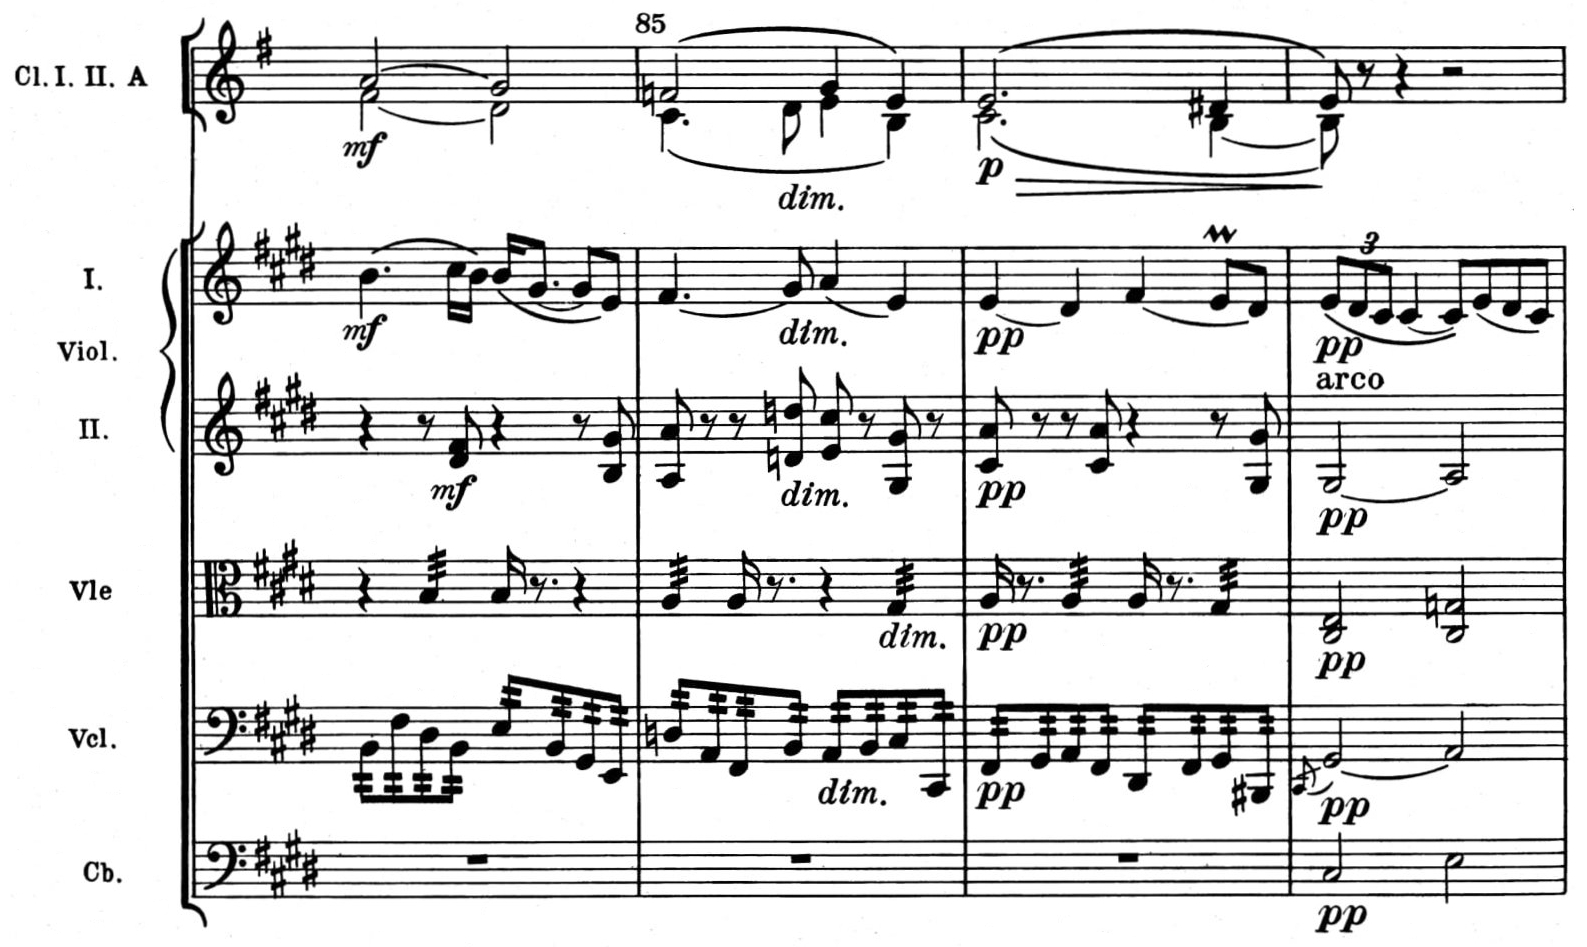 85
Cl. I. II. A
mf
dim.
p
I.
3
mf
dim.
pp
pp
Viol.
arco
II.
mf
dim.
pp
pp
Vle
dim.
pp
pp
Vcl.
dim.
pp
pp
Cb.
pp